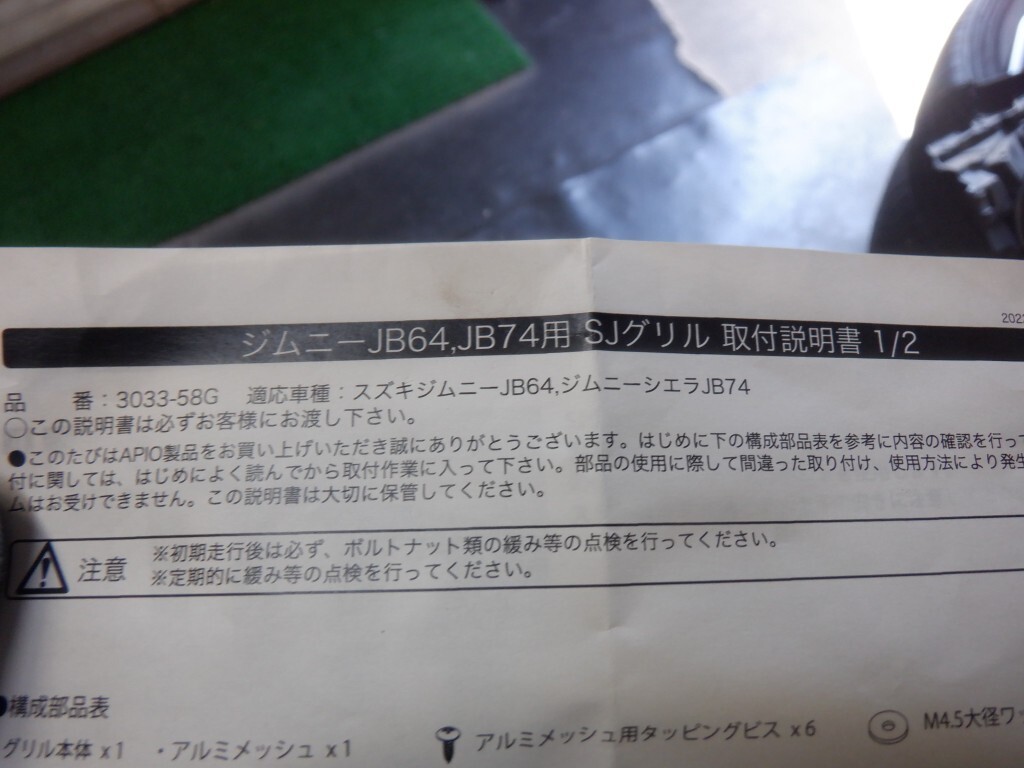 202
ジムニーJB64,JB74用 SJグリル 取付説明書 1/2
品 番：3033-58G 適応車種：スズキジムニーJB64,ジムニーシエラJB74
○この説明書は必ずお客様にお渡し下さい。
●このたびはAPIO製品をお買い上げいただき誠にありがとうございます。はじめに下の構成部品表を参考に内容の確認を行っ
付に関しては、はじめによく読んでから取付作業に入って下さい。部品の使用に際して間違った取り付け、使用方法により発生
ムはお受けできません。この説明書は大切に保管してください。
注意
※初期走行後は必ず、ボルトナット類の緩み等の点検を行ってください。
※定期的に緩み等の点検を行ってください。
●構成部品表
グリル本体 x1 ・アルミメッシュ x1 アルミメッシュ用タッピングビス x6 M4.5大径ワッ